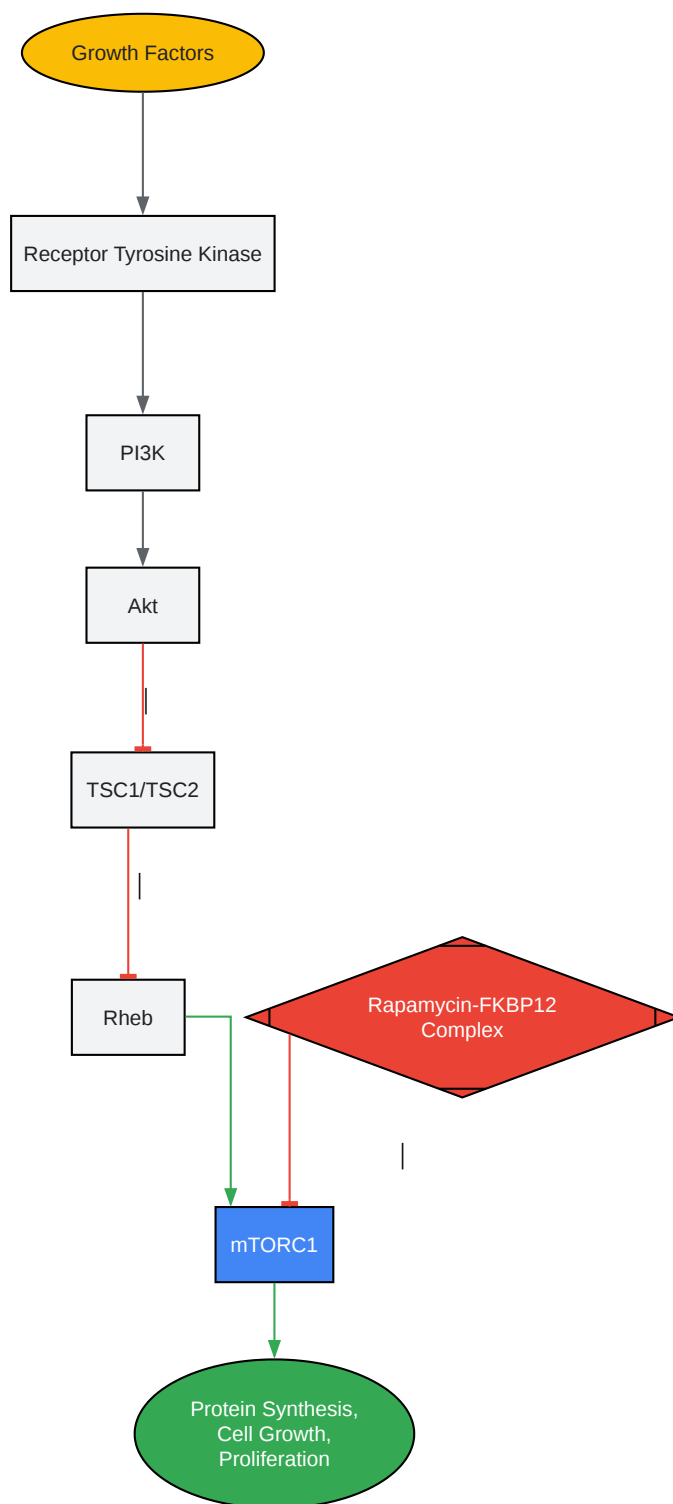 Growth Factors
Receptor Tyrosine Kinase
PI3K
Akt
|
TSC1/TSC2
|
Rheb
Rapamycin-FKBP12
Complex
|
mTORC1
Protein Synthesis,
Cell Growth,
Proliferation